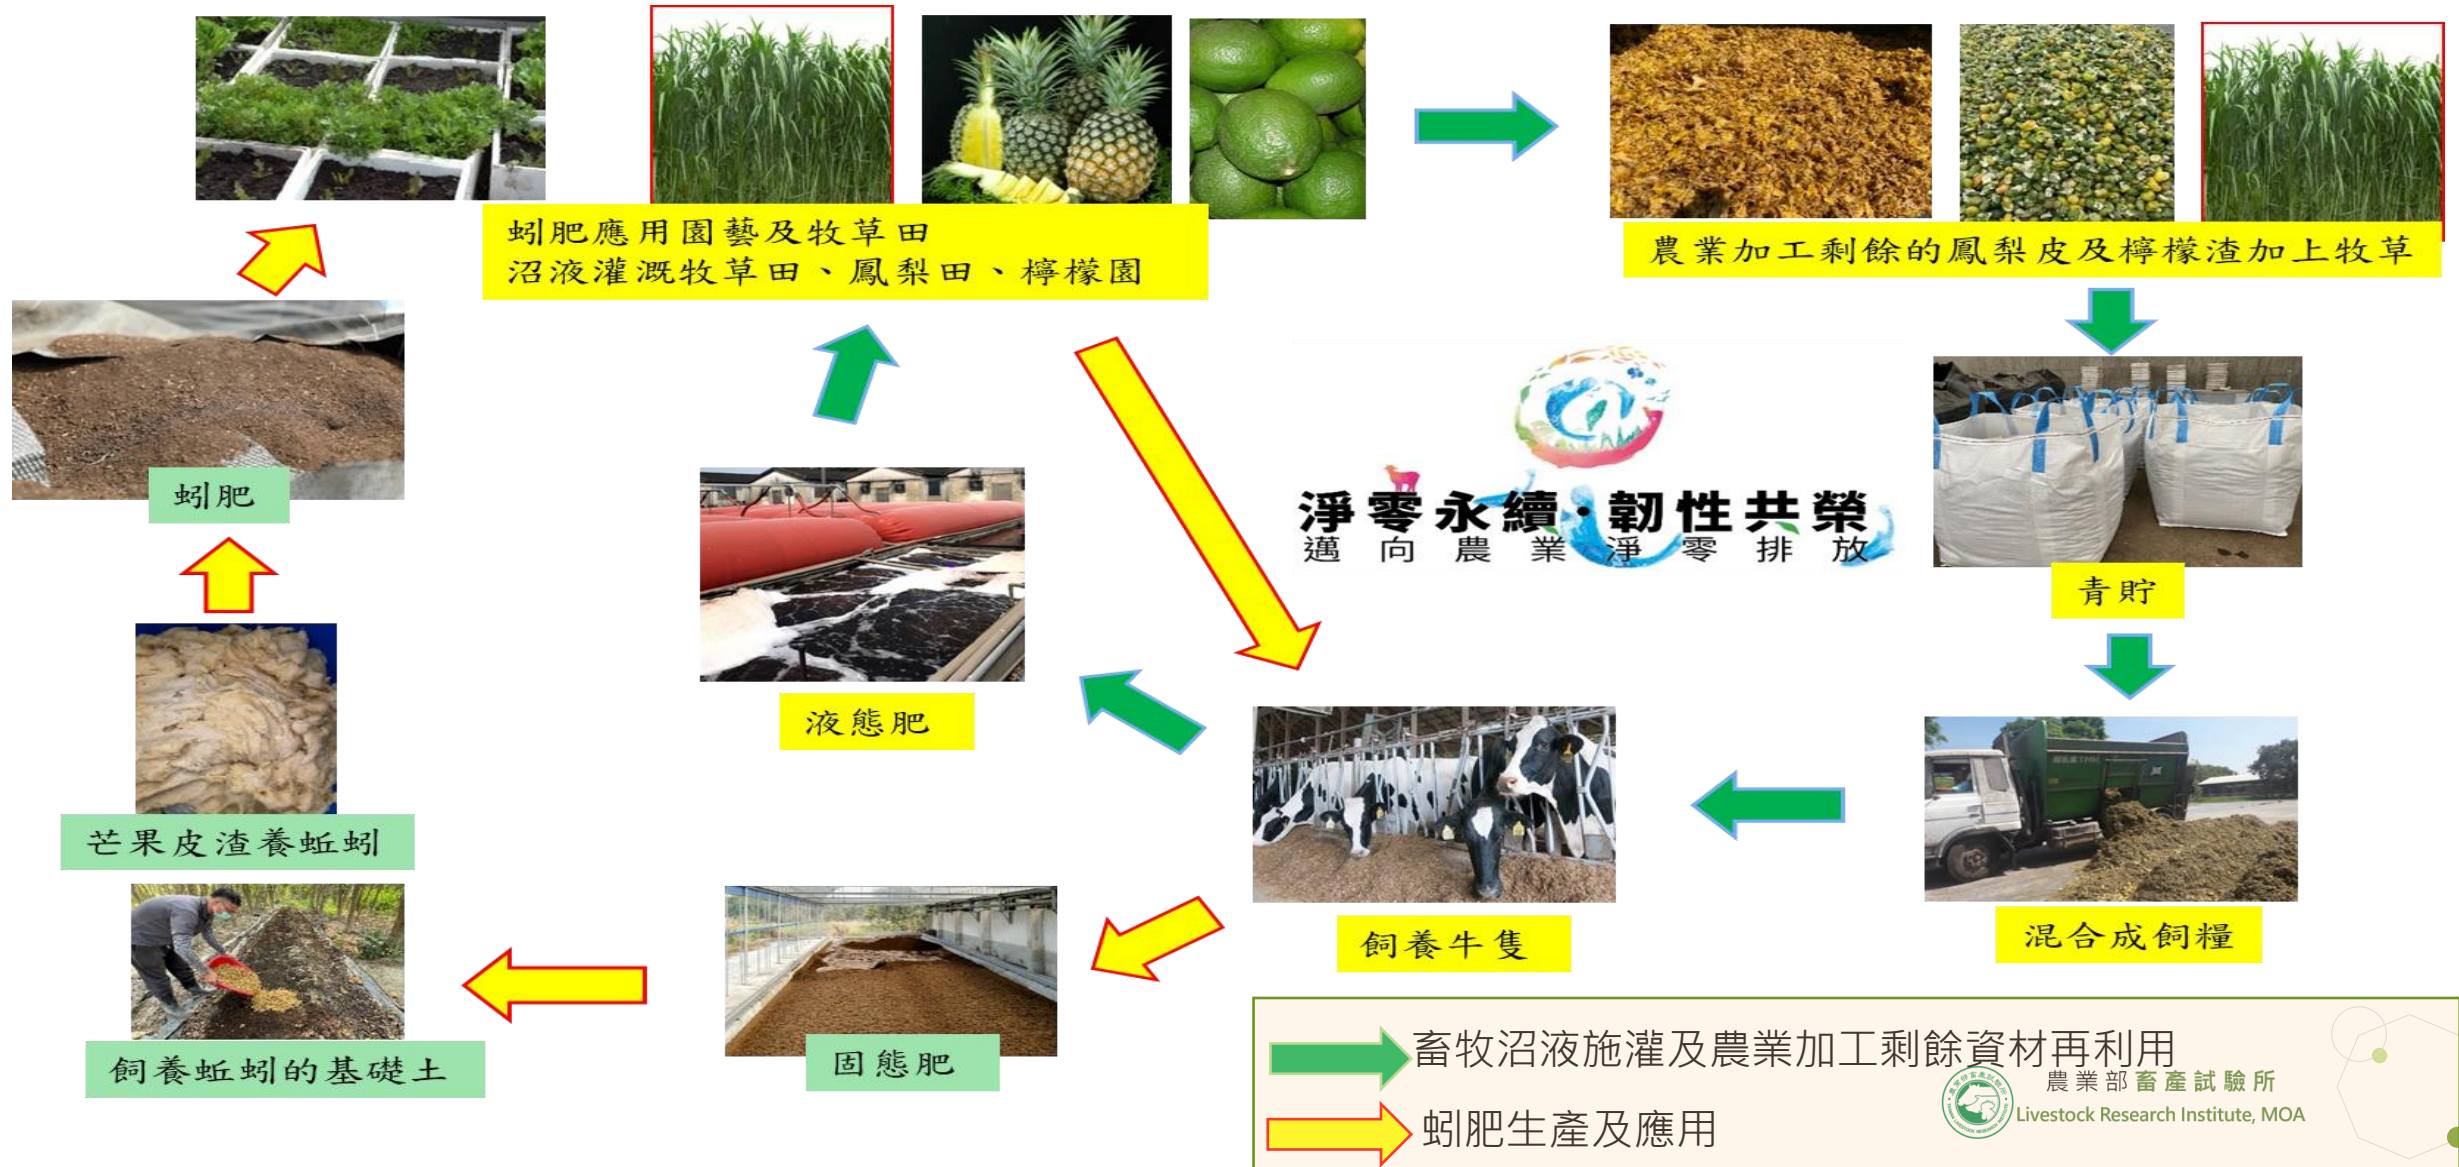 蚓肥應用園藝及牧草田
沼液灌溉牧草田、鳳梨田、檸檬園
農業加工剩餘的鳳梨皮及檸檬渣加上牧草
蚓肥
淨零永續·韌性共榮
邁向農業淨零排放
青貯
液態肥
芒果皮渣養蚯蚓
飼養牛隻
混合成飼糧
飼養蚯蚓的基礎土
固態肥
畜牧沼液施灌及農業加工剩餘資材再利用
農業部畜產試驗所
Livestock Research Institute, MOA
蚓肥生產及應用